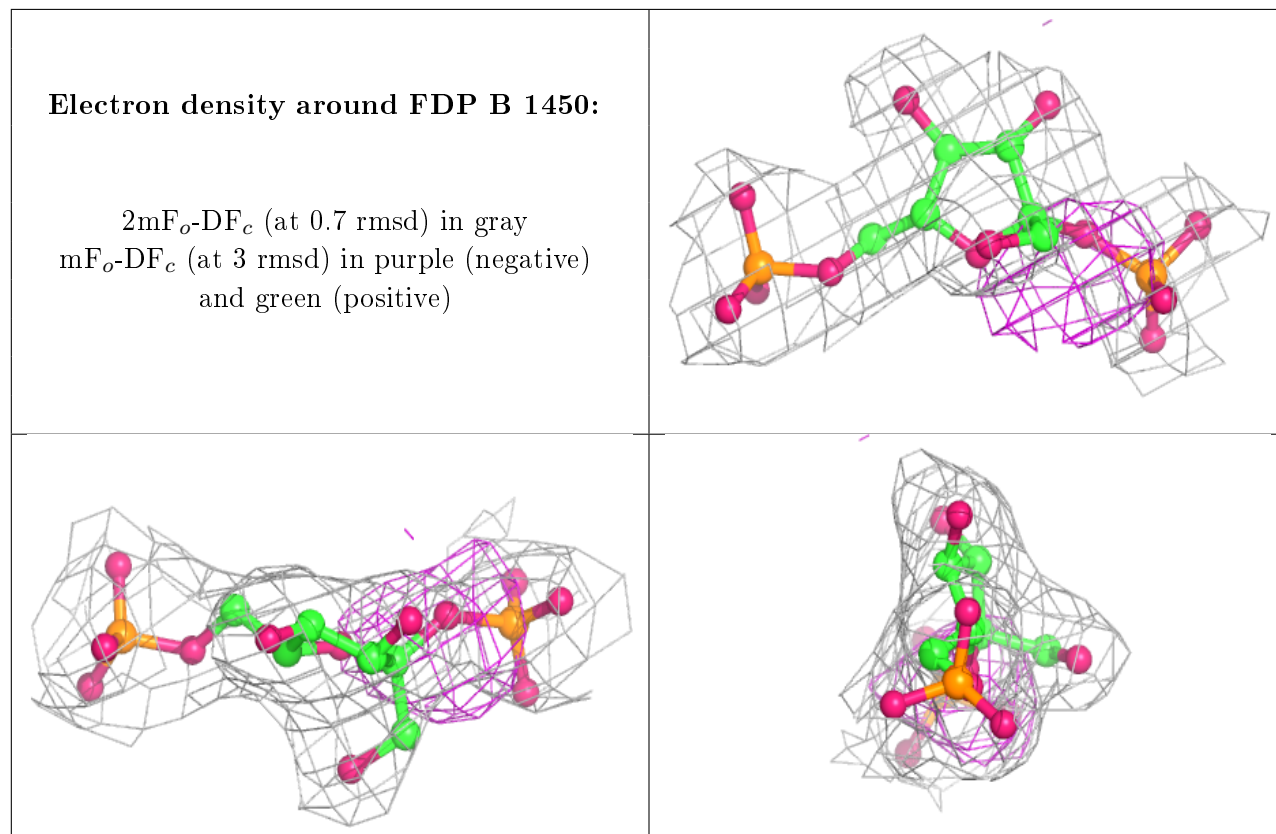 Electron density around FDP B 1450:
2mFo-DFc (at 0.7 rmsd) in gray
mFo-DFc (at 3 rmsd) in purple (negative)
and green (positive)